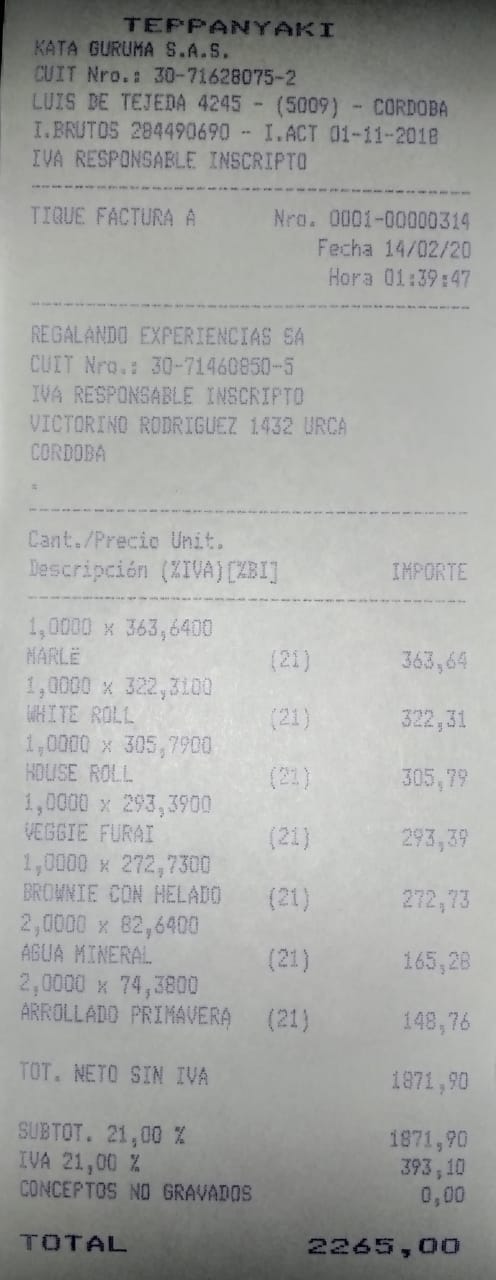 TEPPANYAKI
KATA GURUMA S.A.S.
CUIT Nro.: 30-71628075-2
LUIS DE TEJEDA 4245 - (5009) - CORDOBA
I.BRUTOS 284490690 - I.ACT 01-11-2018
IVA RESPONSABLE INSCRIPTO
TIQUE FACTURA A Nro. 0001-00000314
Fecha 14/02/20
Hora 01:39:47
REGALANDO EXPERIENCIAS SA
CUIT Nro.: 30-71460850-5
IVA RESPONSABLE INSCRIPTO
VICTORINO RODRIGUEZ 1432 URCA
CORDOBA
Cant./Precio Unit.
Descripción (%IVA)[%BI] IMPORTE
1,0000 x 363,6400
MARLE (21) 363,64
1,0000 x 322,3100
WHITE ROLL (21) 322,31
1,0000 x 305,7900
HOUSE ROLL (21) 305,79
1,0000 x 293,3900
VEGGIE FURAI (21) 293,39
1,0000 x 272,7300
BROWNIE CON HELADO (21) 272,73
2,0000 x 82,6400
AGUA MINERAL (21) 165,28
2,0000 x 74,3800
ARROLLADO PRIMAVERA (21) 148,76
TOT. NETO SIN IVA 1871,90
SUBTOT. 21,00 % 1871,90
IVA 21,00 % 393,10
CONCEPTOS NO GRAVADOS 0,00
TOTAL 2265,00